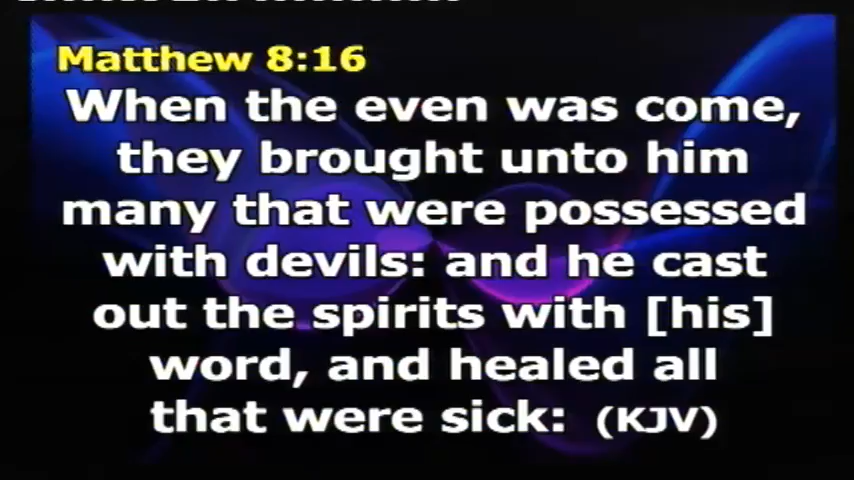 Matthew 8:16
When the even was come,
they brought unto him
many that were possessed
with devils: and he cast
out the spirits with [his]
word, and healed all
that were sick: (KJV)